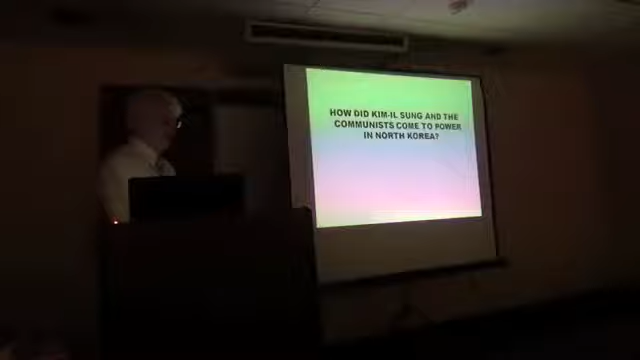 HOW DID KIM-IL SUNG AND THE
COMMUNISTS COME TO POWER
IN NORTH KOREA?